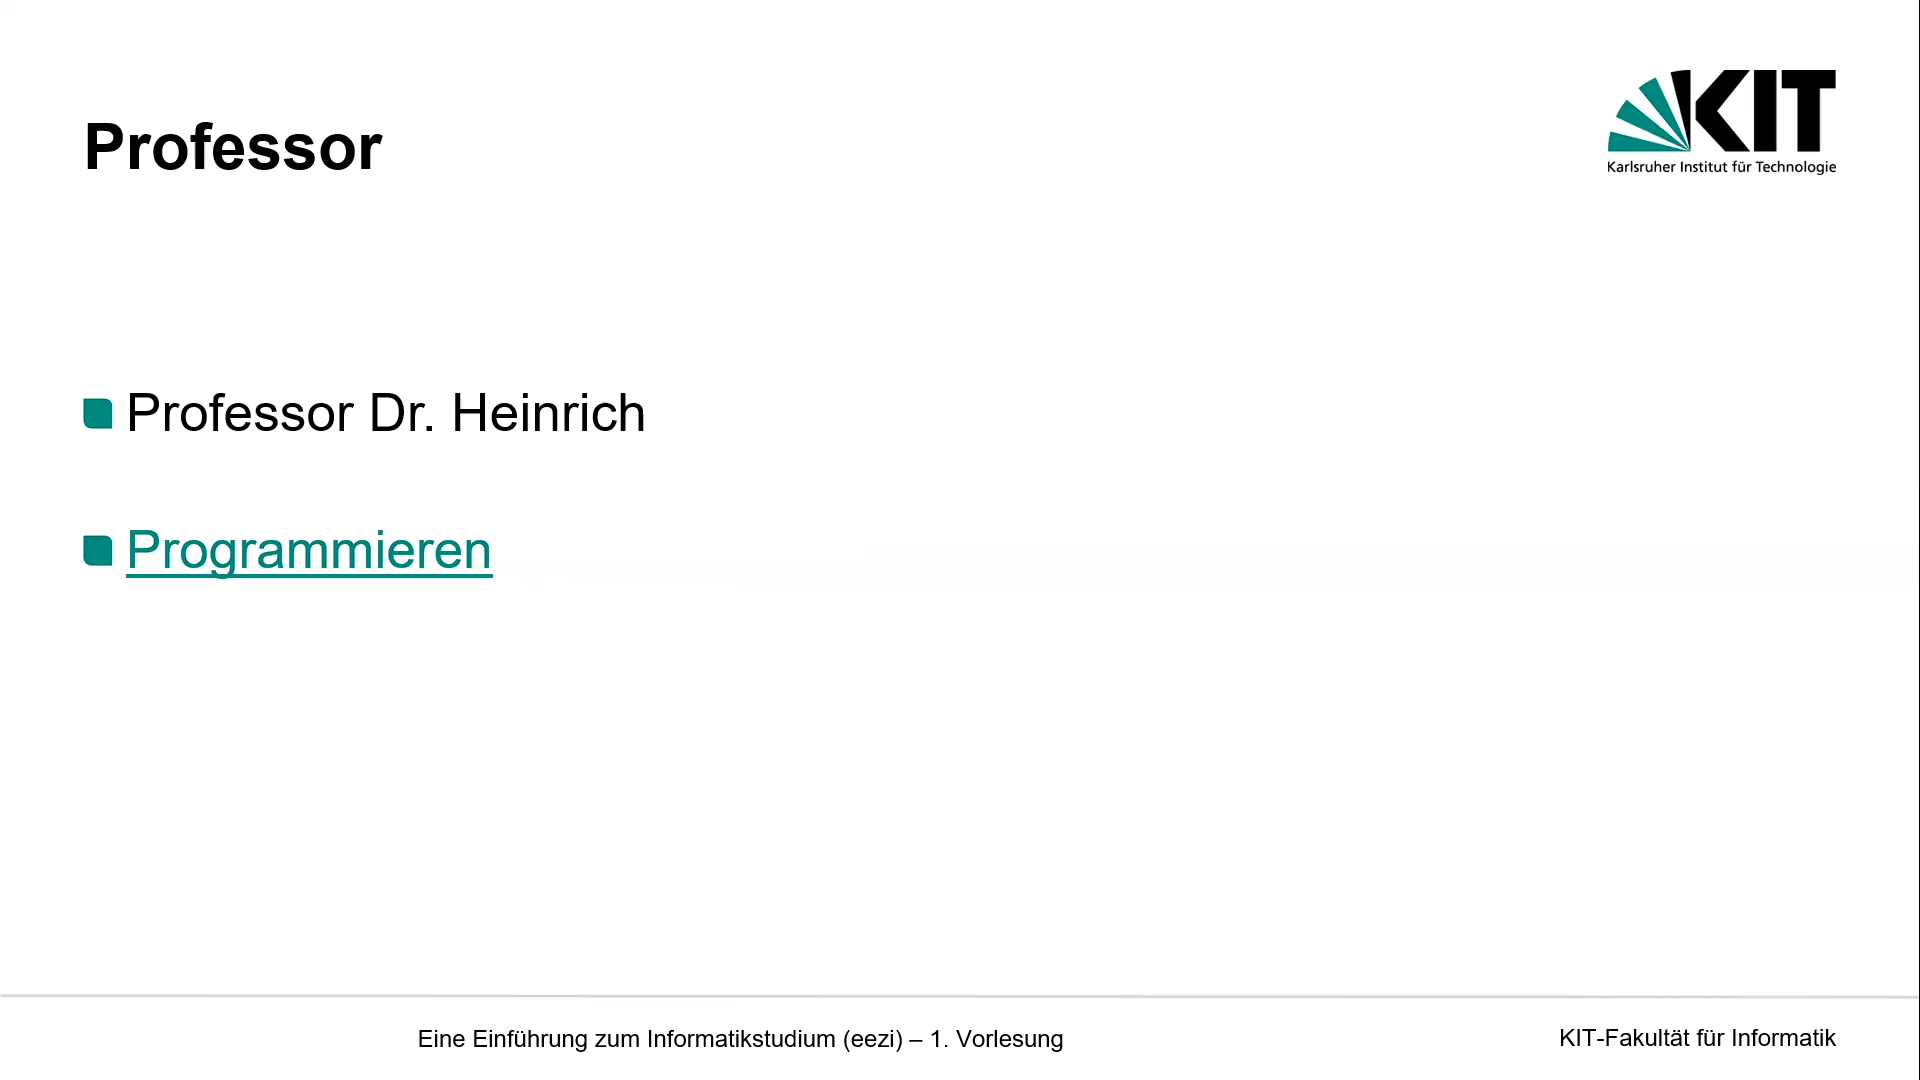 Professor
KIT
Karlsruher Institut für Technologie
Professor Dr. Heinrich
Programmieren
Eine Einführung zum Informatikstudium (eezi) – 1. Vorlesung
KIT-Fakultät für Informatik